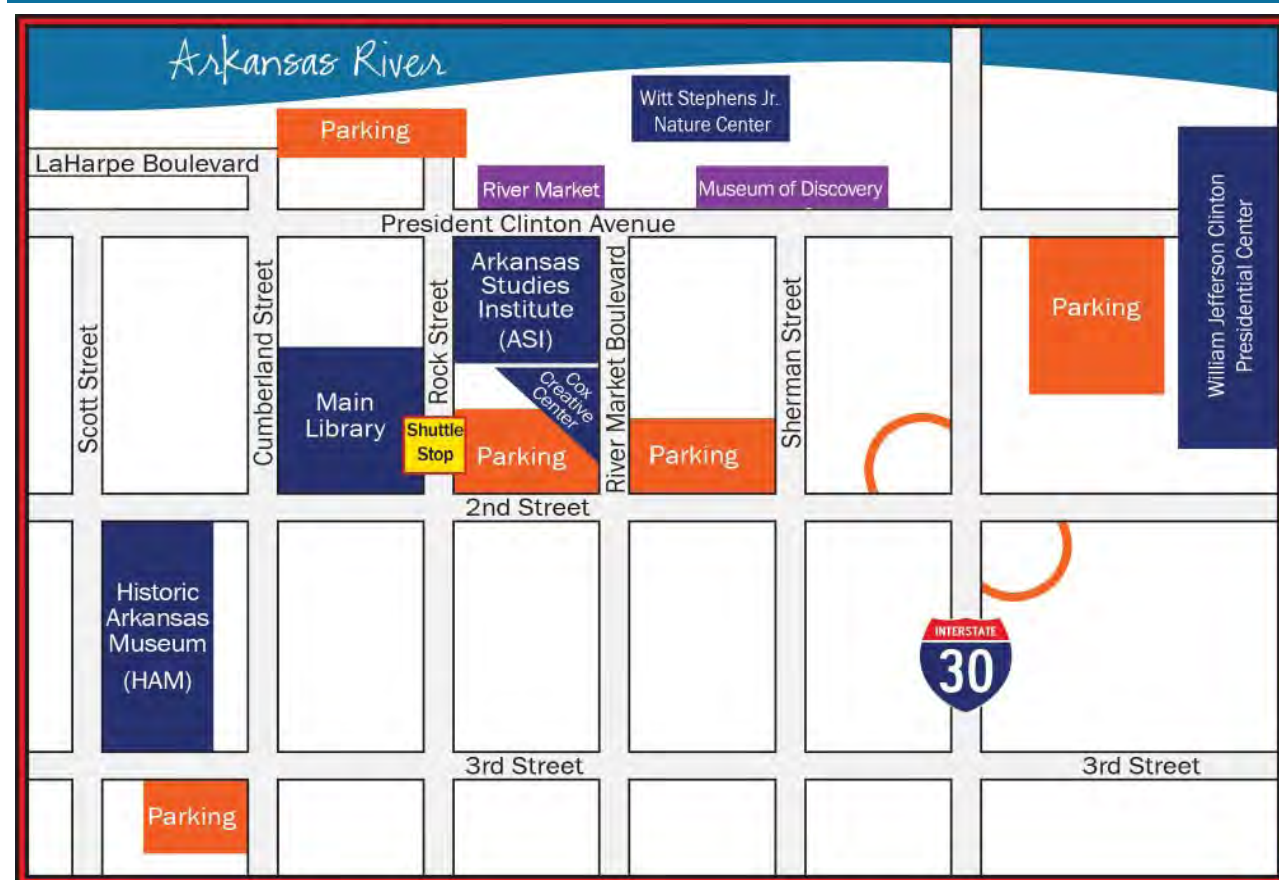 Arkansas River
Witt Stephens Jr.
Nature Center
Parking
LaHarpe Boulevard
River Market
Museum of Discovery
President Clinton Avenue
William Jefferson Clinton
Presidential Center
Scott Street
Cumberland Street
Rock Street
Arkansas
Studies
Institute
(ASI)
River Market Boulevard
Sherman Street
Parking
Main
Library
Shuttle
Stop
Cox
Creative
Center
Parking
Parking
2nd Street
Historic
Arkansas
Museum
(HAM)
INTERSTATE
30
3rd Street
3rd Street
Parking